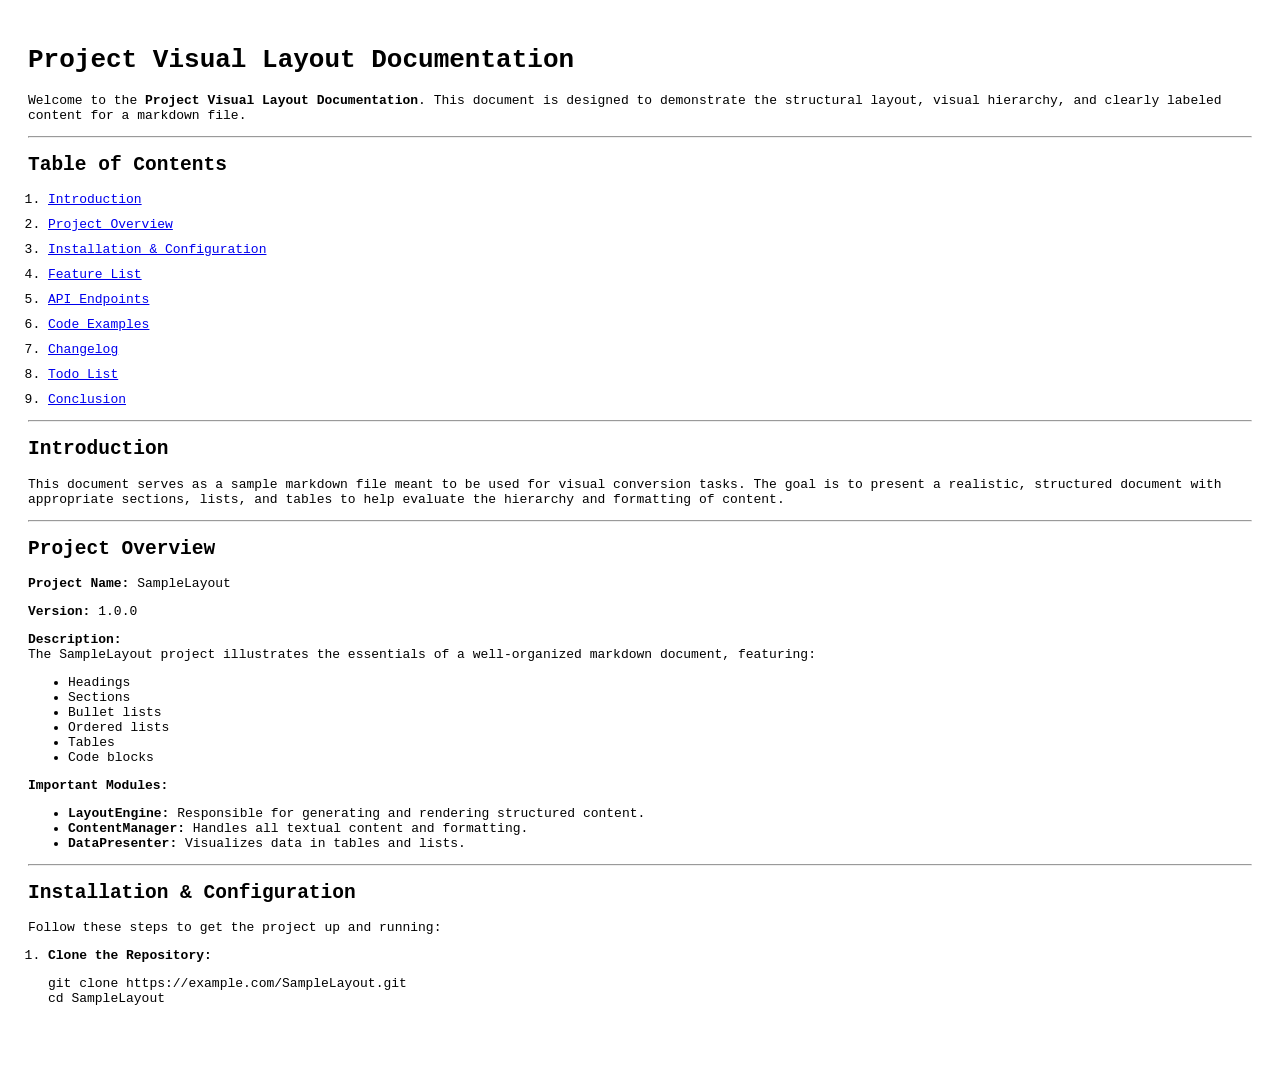 Project Visual Layout Documentation
Welcome to the Project Visual Layout Documentation. This document is designed to demonstrate the structural layout, visual hierarchy, and clearly labeled
content for a markdown file.
Table of Contents
1. Introduction
2. Project Overview
3. Installation & Configuration
4. Feature List
5. API Endpoints
6. Code Examples
7. Changelog
8. Todo List
9. Conclusion
Introduction
This document serves as a sample markdown file meant to be used for visual conversion tasks. The goal is to present a realistic, structured document with
appropriate sections, lists, and tables to help evaluate the hierarchy and formatting of content.
Project Overview
Project Name: SampleLayout
Version: 1.0.0
Description:
The SampleLayout project illustrates the essentials of a well-organized markdown document, featuring:
• Headings
• Sections
• Bullet lists
• Ordered lists
• Tables
• Code blocks
Important Modules:
• LayoutEngine: Responsible for generating and rendering structured content.
• ContentManager: Handles all textual content and formatting.
• DataPresenter: Visualizes data in tables and lists.
Installation & Configuration
Follow these steps to get the project up and running:
1. Clone the Repository:
git clone https://example.com/SampleLayout.git
cd SampleLayout